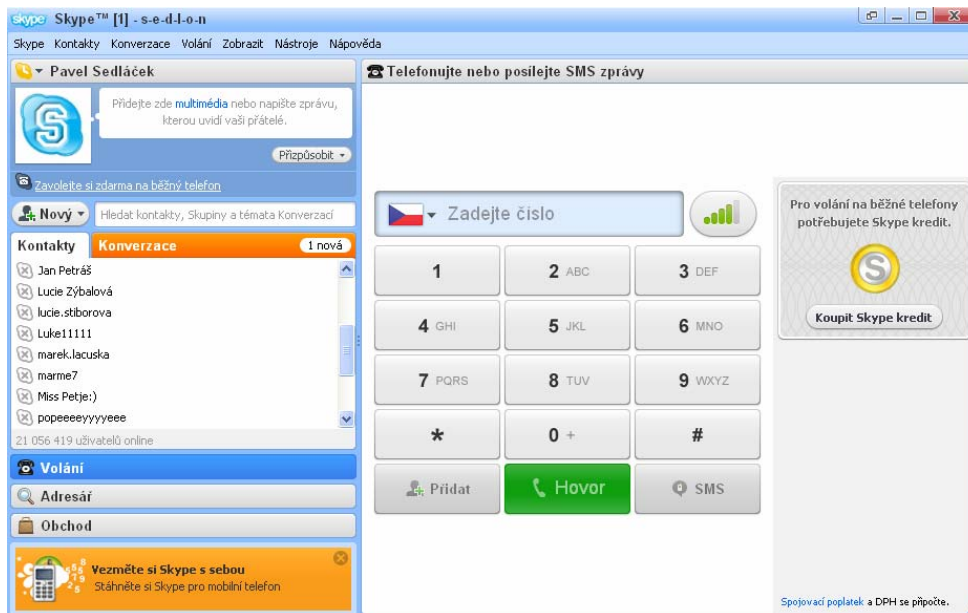 skype Skype™ [1] - s-e-d-l-o-n
Skype Kontakty Konverzace Volání Zobrazit Nástroje Nápověda
Pavel Sedláček
Přidejte zde multimédia nebo napište zprávu,
kterou uvidí vaši přátelé.
Přizpůsobit
Zavolejte si zdarma na běžný telefon
Nový
Hledat kontakty, Skupiny a témata Konverzací
Kontakty Konverzace 1 nová
Jan Petráš
Lucie Zýbalová
lucie.stiborova
Luke11111
marek.lacuska
marme7
Miss Petje:)
popeeeeyyyyeee
21 056 419 uživatelů online
Volání
Adresář
Obchod
Vezměte si Skype s sebou
Stáhněte si Skype pro mobilní telefon
Telefonujte nebo posílejte SMS zprávy
Zadejte číslo
1 2 ABC 3 DEF
4 GHI 5 JKL 6 MNO
7 PQRS 8 TUV 9 WXYZ
* 0 + #
Přidat Hovor SMS
Pro volání na běžné telefony
potřebujete Skype kredit.
S
Koupit Skype kredit
Spojovací poplatek a DPH se připočte.